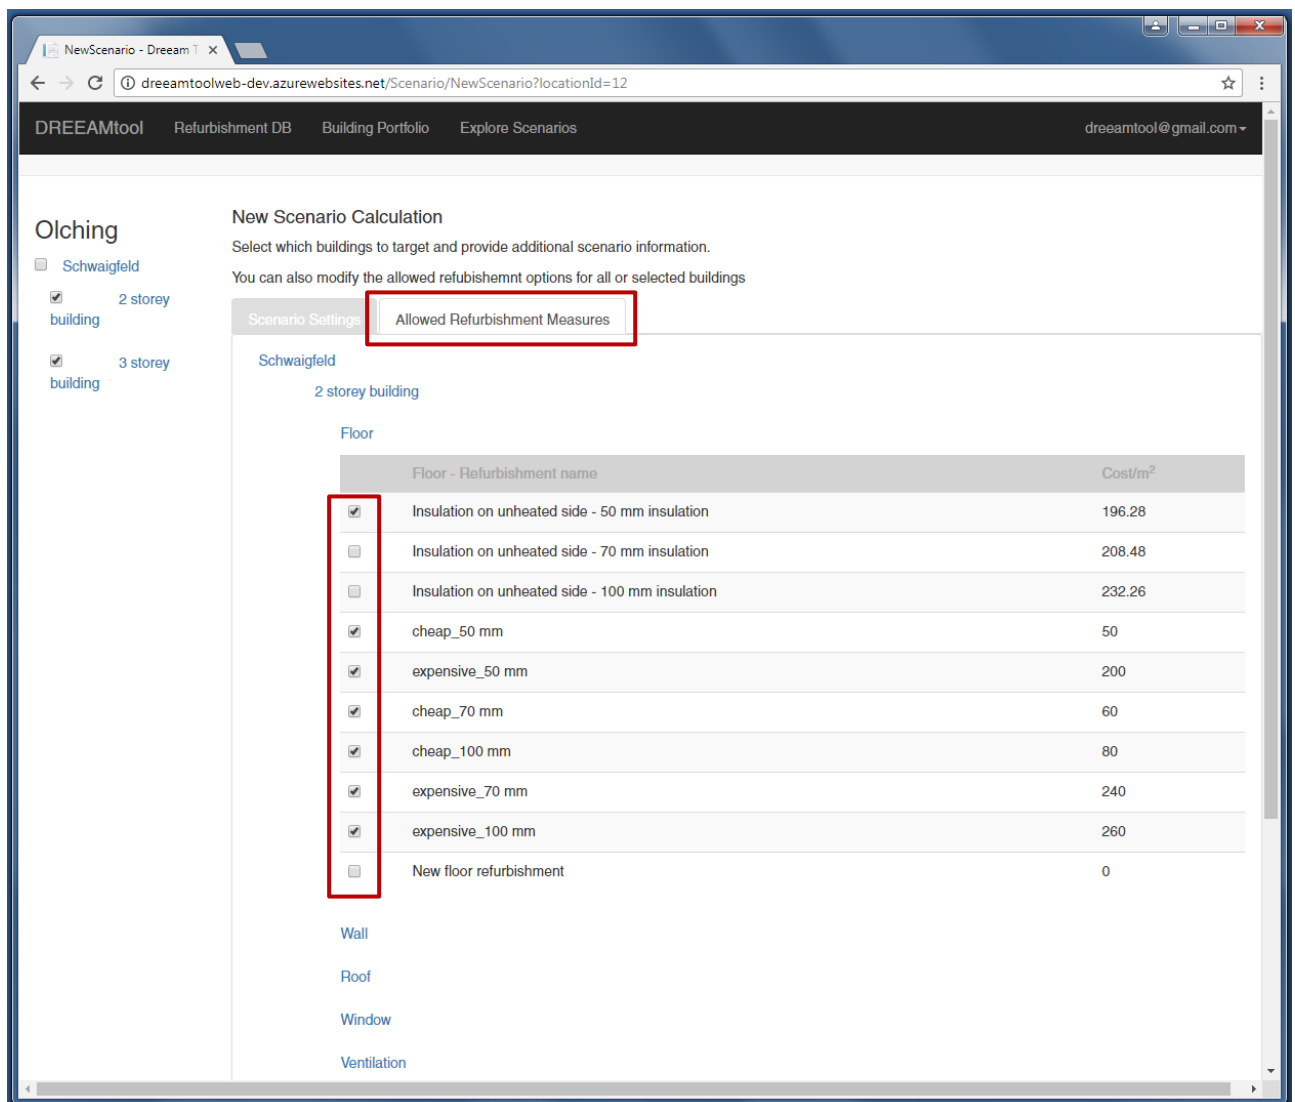 NewScenario - Dreeam T
dreeamtoolweb-dev.azurewebsites.net/Scenario/NewScenario?locationId=12
DREEAMtool Refurbishment DB Building Portfolio Explore Scenarios dreeamtool@gmail.com
Olching
Schwaigfeld
2 storey
building
3 storey
building
New Scenario Calculation
Select which buildings to target and provide additional scenario information.
You can also modify the allowed refubishemnt options for all or selected buildings
Scenario Settings Allowed Refurbishment Measures
Schwaigfeld
2 storey building
Floor
Floor - Refurbishment name Cost/m²
Insulation on unheated side - 50 mm insulation 196.28
Insulation on unheated side - 70 mm insulation 208.48
Insulation on unheated side - 100 mm insulation 232.26
cheap_50 mm 50
expensive_50 mm 200
cheap_70 mm 60
cheap_100 mm 80
expensive_70 mm 240
expensive_100 mm 260
New floor refurbishment 0
Wall
Roof
Window
Ventilation